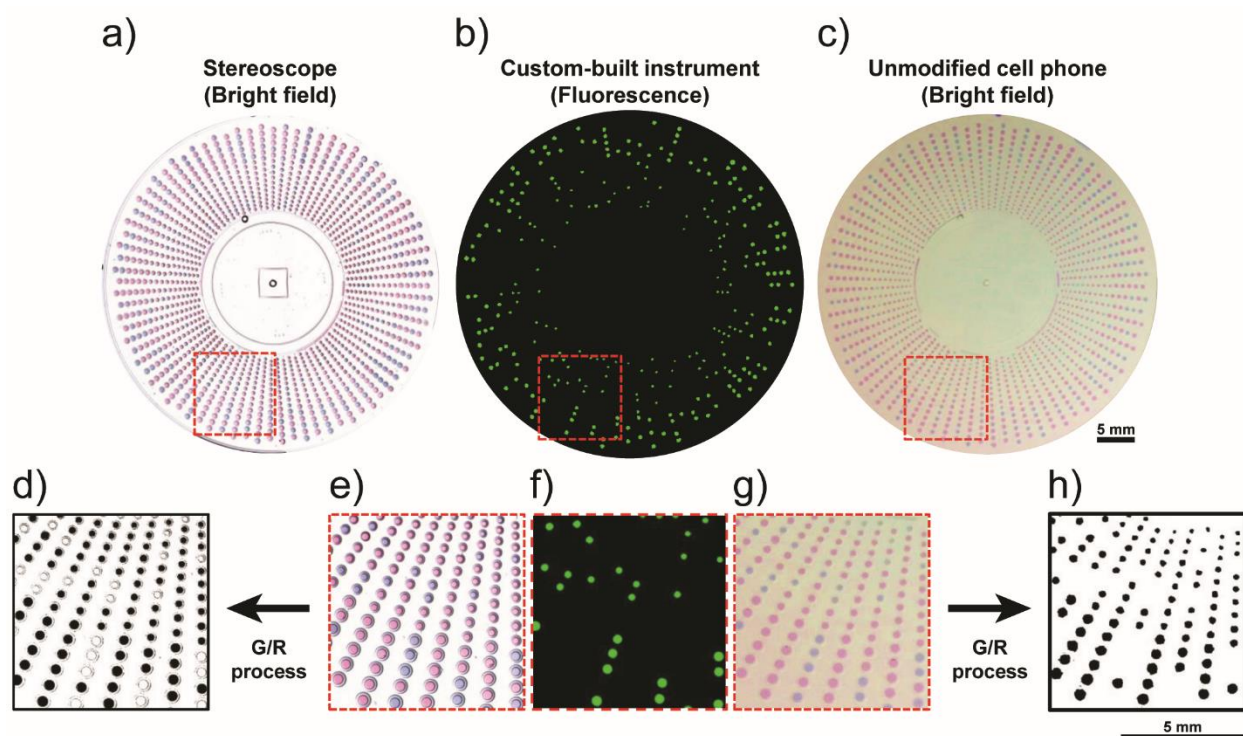 a)
Stereoscope
(Bright field)
b)
Custom-built instrument
(Fluorescence)
c)
Unmodified cell phone
(Bright field)
5 mm
d)
e)
f)
g)
h)
G/R
process
G/R
process
5 mm